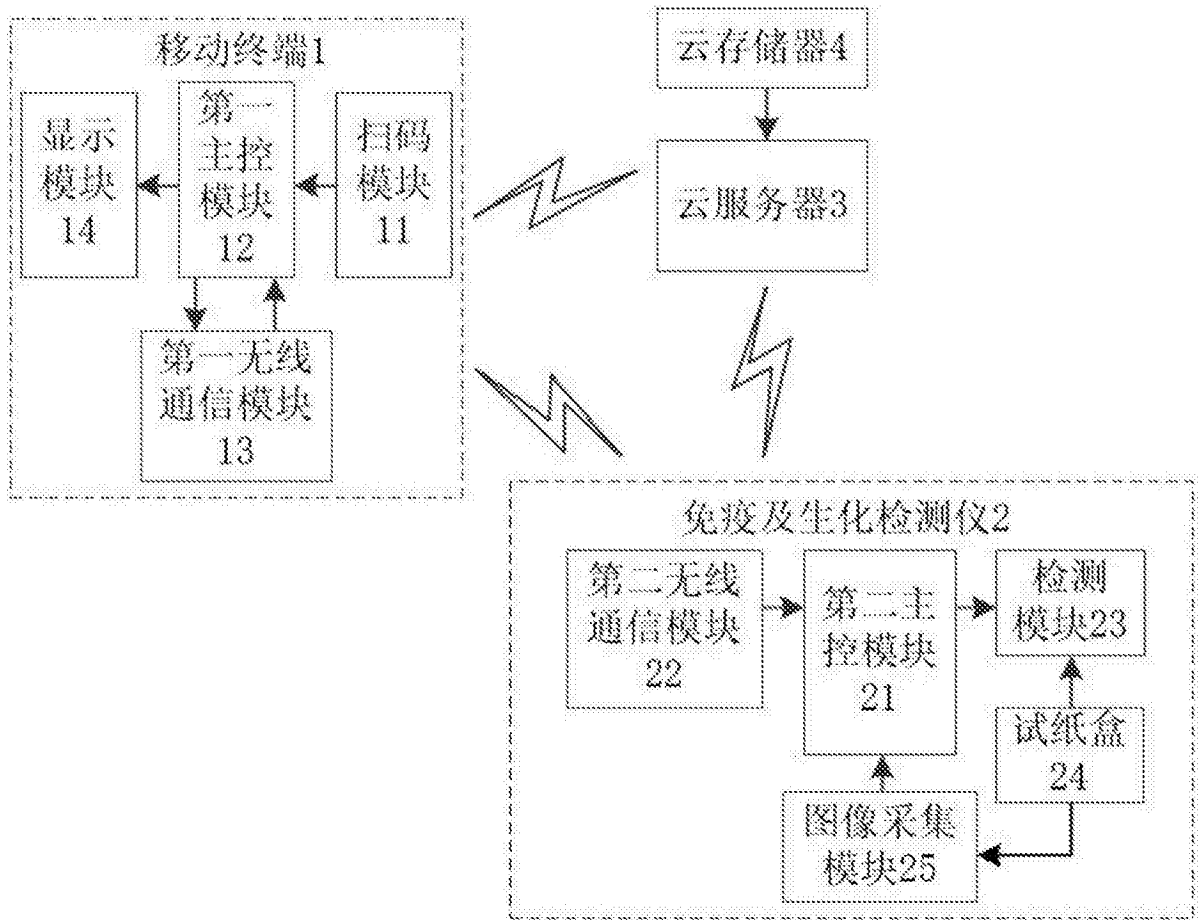 移动终端1
显示
模块
14
第
一
主控
模块
12
扫码
模块
11
第一无线
通信模块
13
云存储器4
云服务器3
免疫及生化检测仪2
第二无线
通信模块
22
第二主
控模块
21
检测
模块23
试纸盒
24
图像采集
模块25